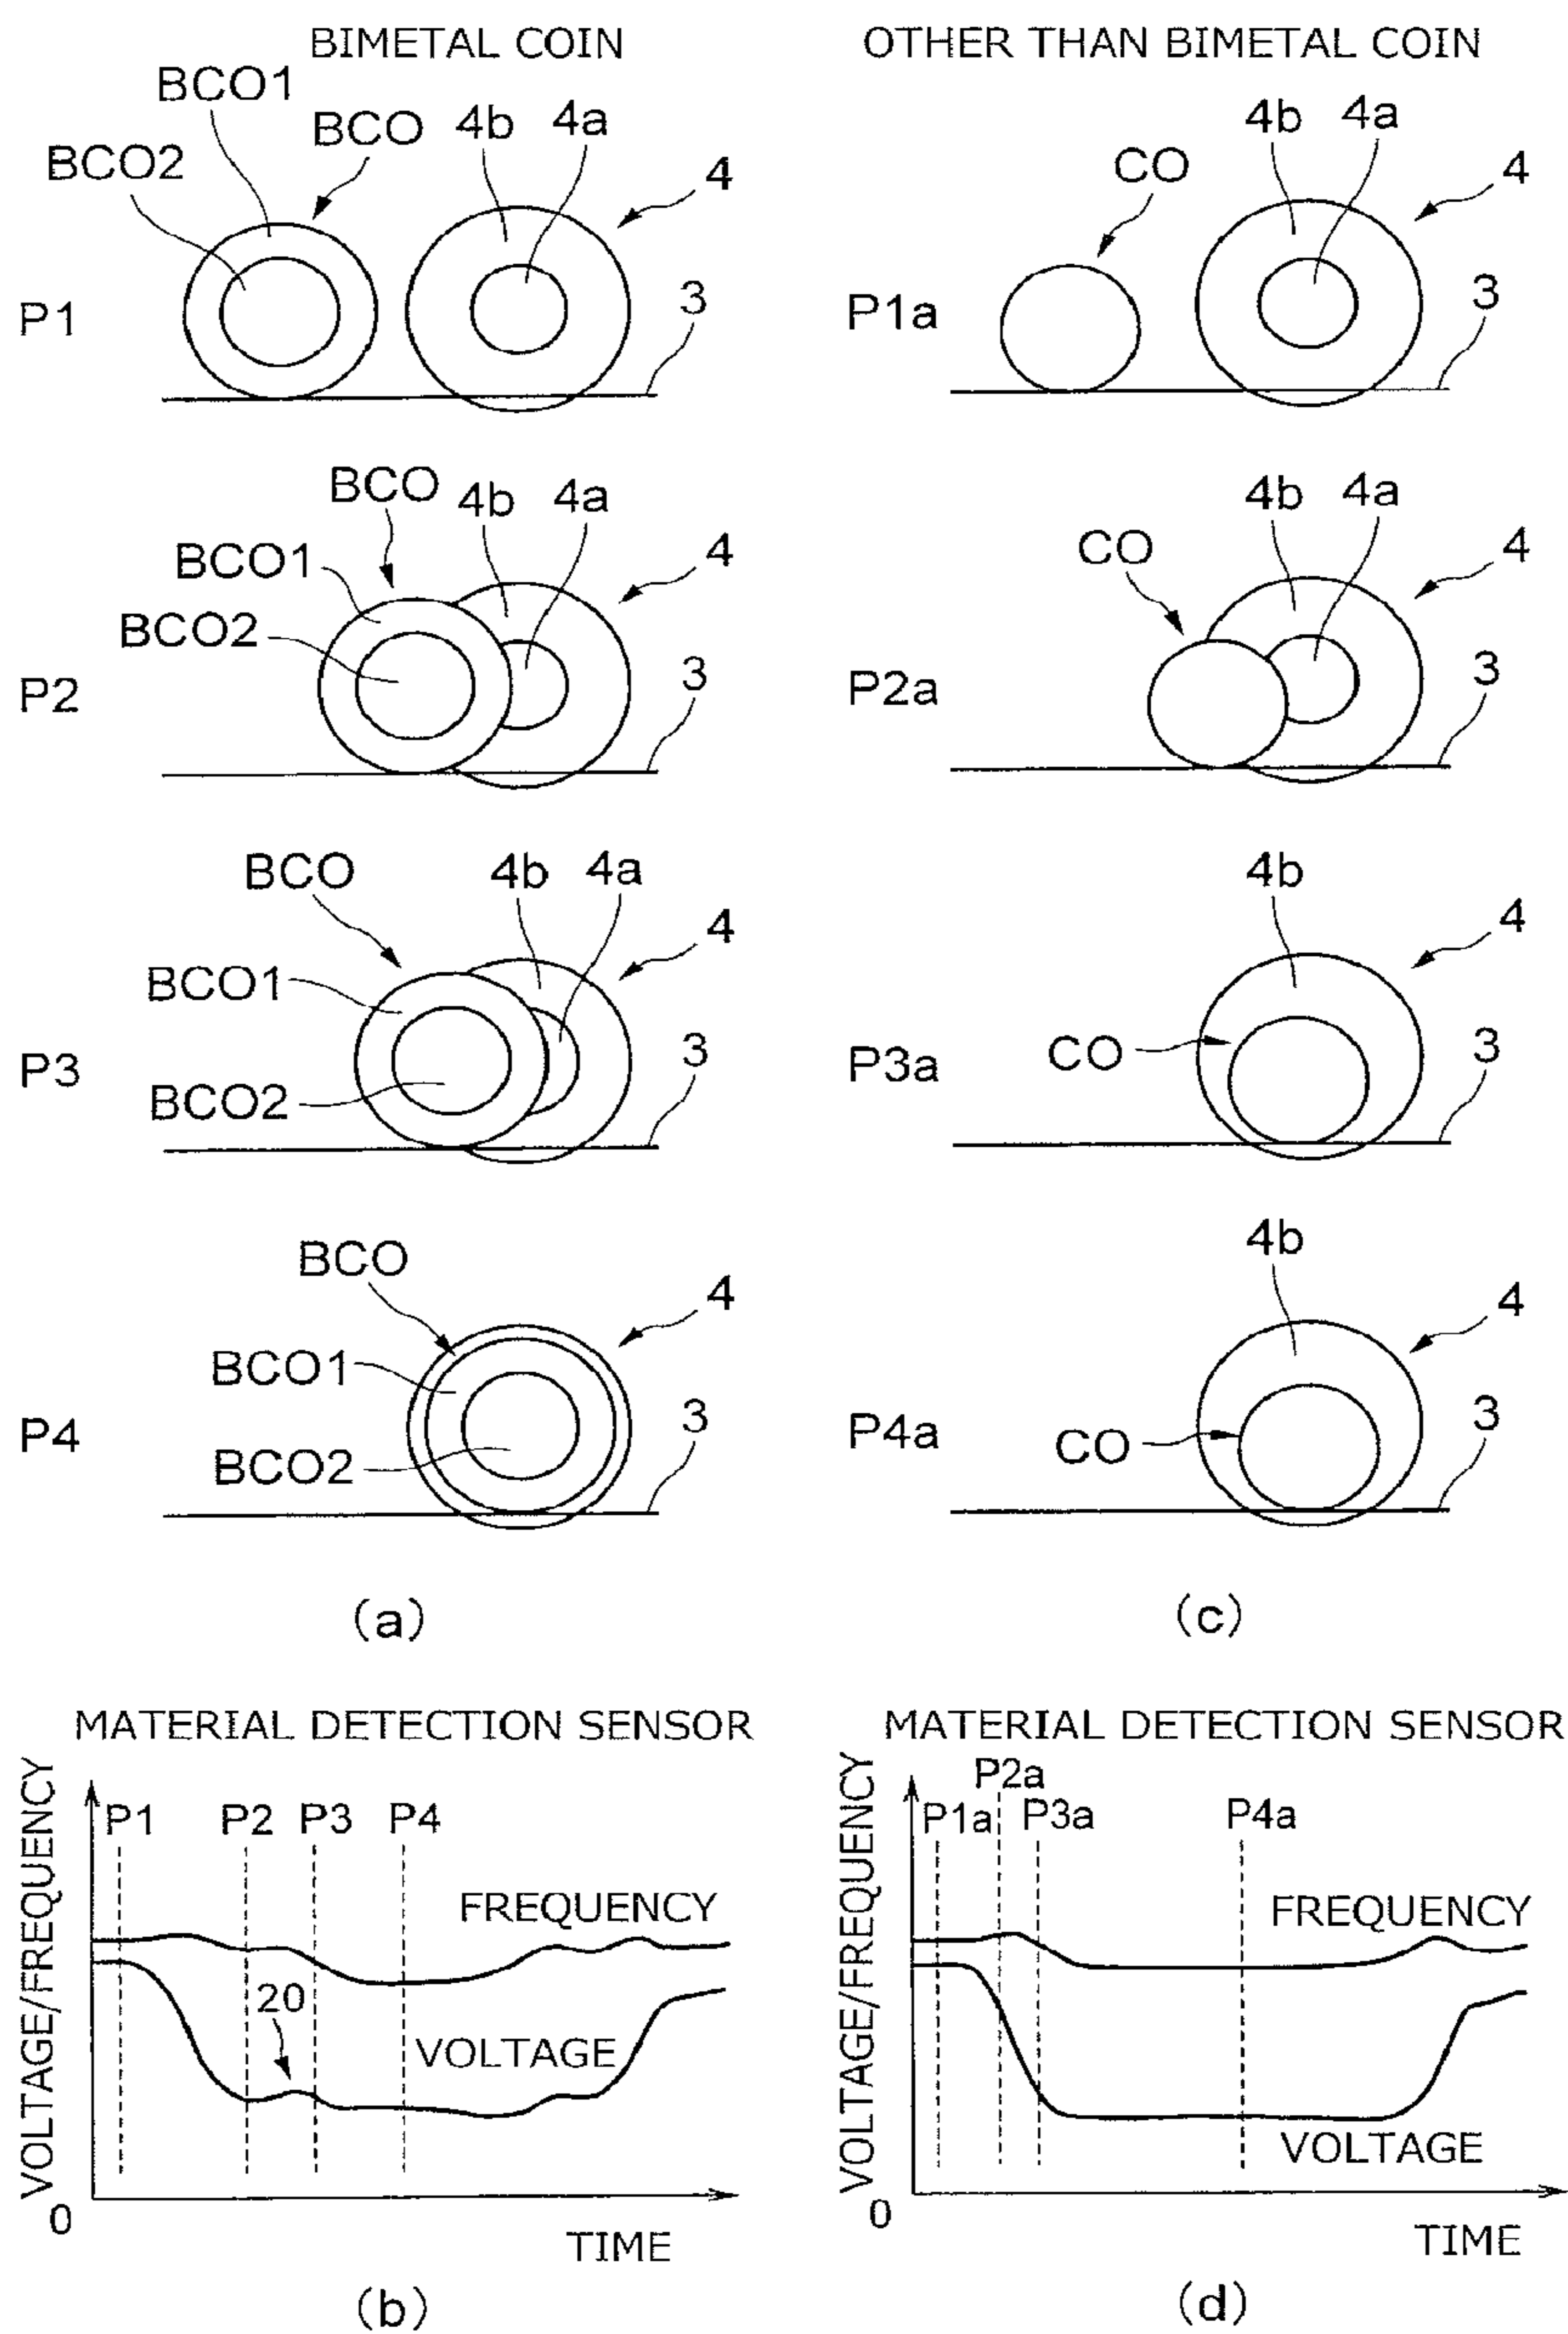 BIMETAL COIN
BCO1
BCO
4b
4a
BCO2
4
P1
3
BCO
4b
4a
BCO1
4
BCO2
P2
3
BCO
4b
4a
4
BCO1
P3
3
BCO2
BCO
4
BCO1
P4
3
BCO2
(a)
OTHER THAN BIMETAL COIN
4b
4a
CO
4
P1a
3
4b
4a
CO
4
P2a
3
4b
4
CO
P3a
3
4b
4
CO
P4a
3
(c)
MATERIAL DETECTION SENSOR
VOLTAGE/FREQUENCY
P1
P2
P3
P4
FREQUENCY
20
VOLTAGE
0
TIME
(b)
MATERIAL DETECTION SENSOR
VOLTAGE/FREQUENCY
P2a
P1a
P3a
P4a
FREQUENCY
VOLTAGE
0
TIME
(d)